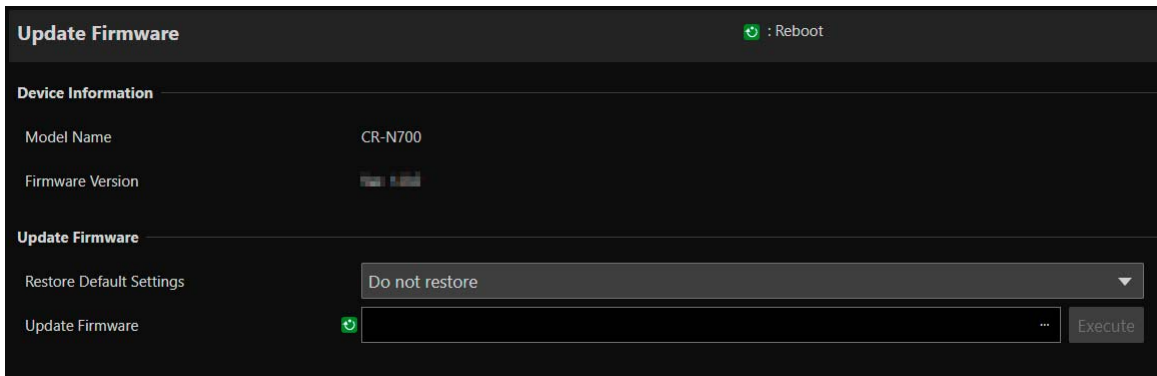 Update Firmware : Reboot
Device Information
Model Name CR-N700
Firmware Version
Update Firmware
Restore Default Settings Do not restore
Update Firmware ... Execute